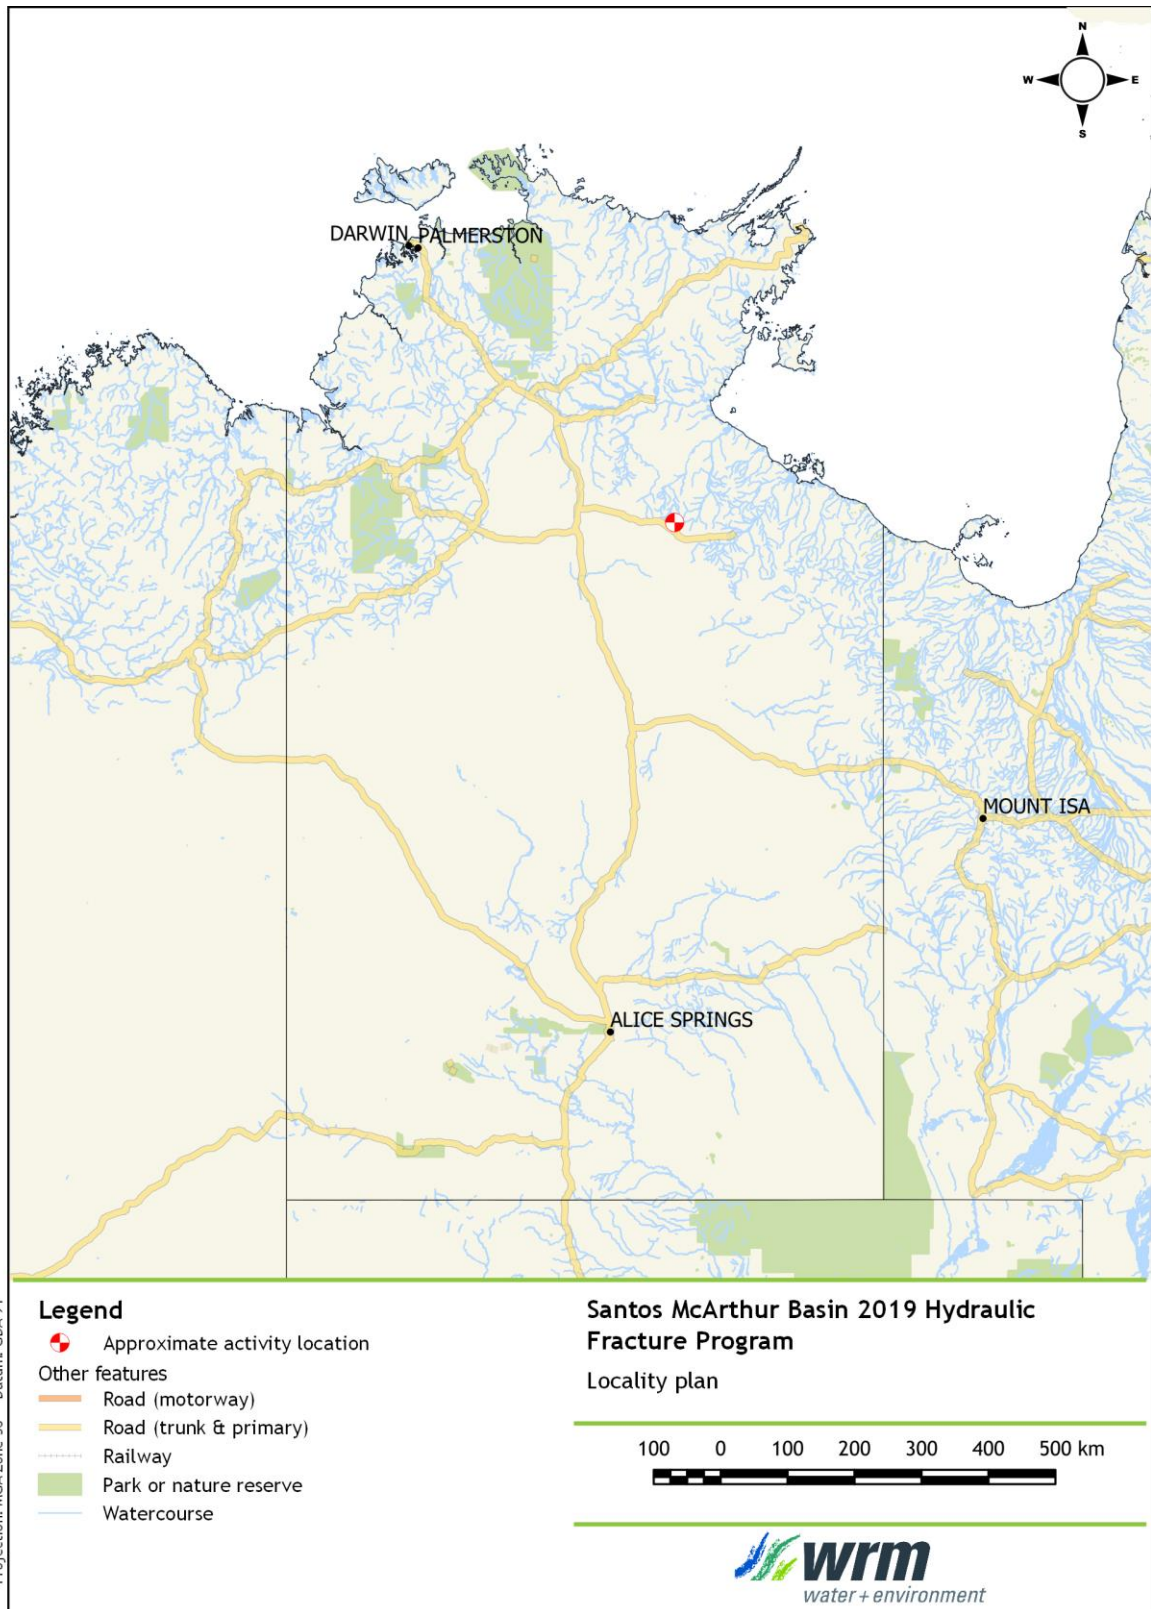 N
W E
S
DARWIN PALMERSTON
MOUNT ISA
ALICE SPRINGS
Legend
Approximate activity location
Other features
Road (motorway)
Road (trunk & primary)
Railway
Park or nature reserve
Watercourse
Santos McArthur Basin 2019 Hydraulic
Fracture Program
Locality plan
100 0 100 200 300 400 500 km
wrm
water + environment